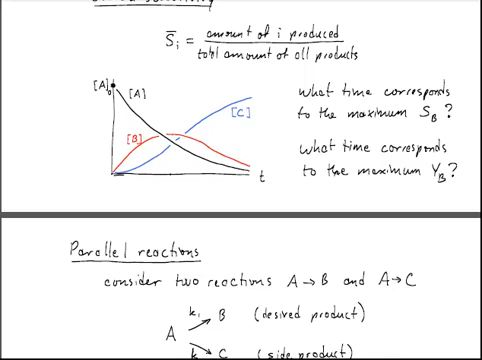 S̄i = amount of i produced / total amount of all products
[A]₀
[A]
[B]
[C]
t
what time corresponds
to the maximum S_B?
what time corresponds
to the maximum Y_B?
Parallel reactions
consider two reactions A → B and A → C
k₁
A → B (desired product)
k
C (side product)